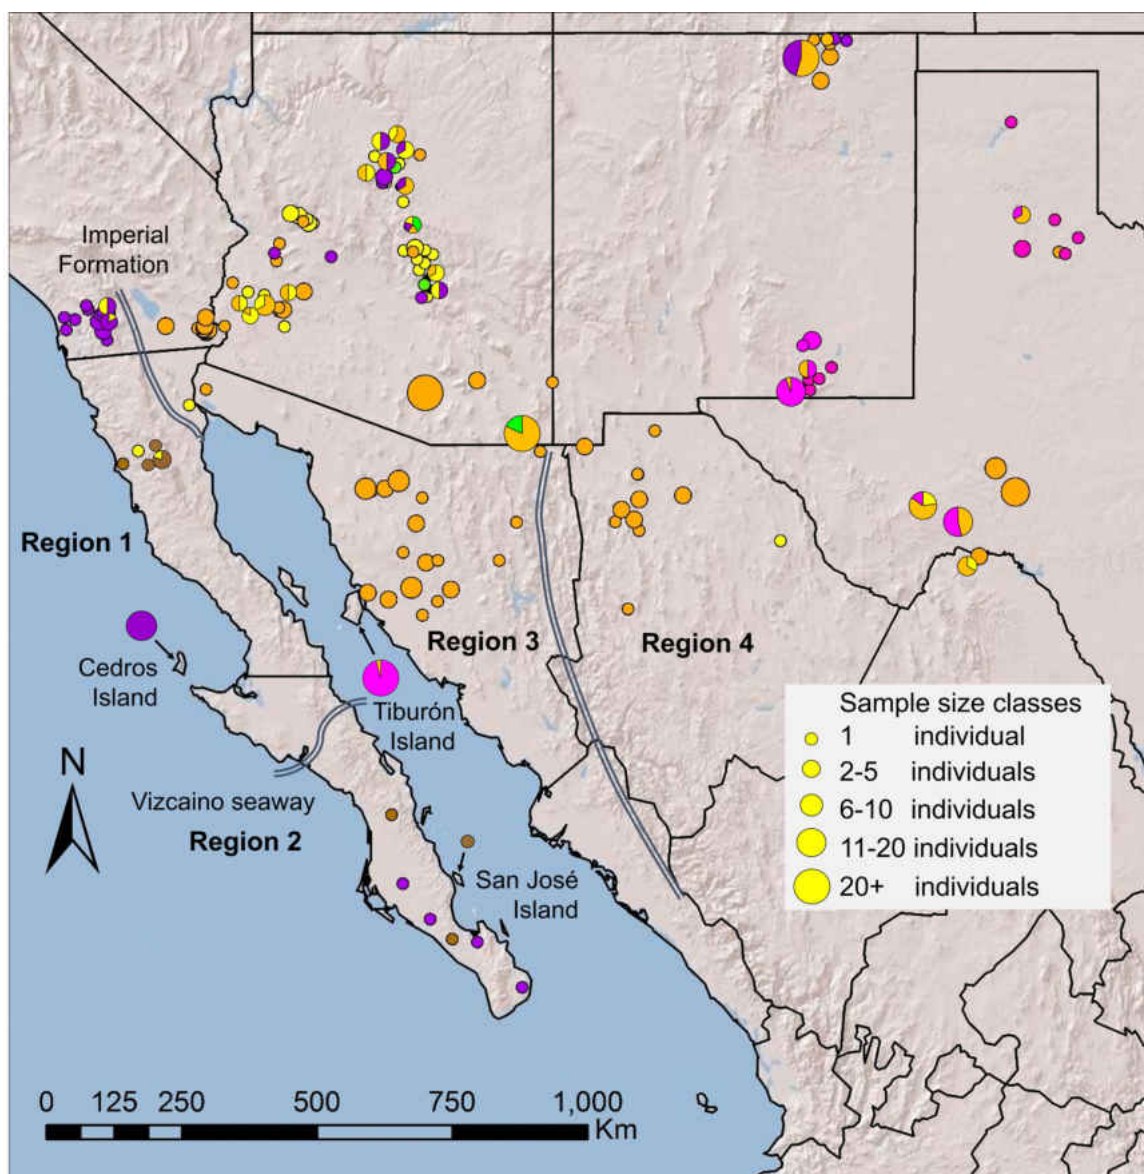 Imperial
Formation
Region 1
Cedros
Island
Region 3
Region 4
Tiburón
Island
Sample size classes
1 individual
2-5 individuals
6-10 individuals
11-20 individuals
20+ individuals
N
Vizcaino seaway
Region 2
San José
Island
0 125 250 500 750 1,000
Km